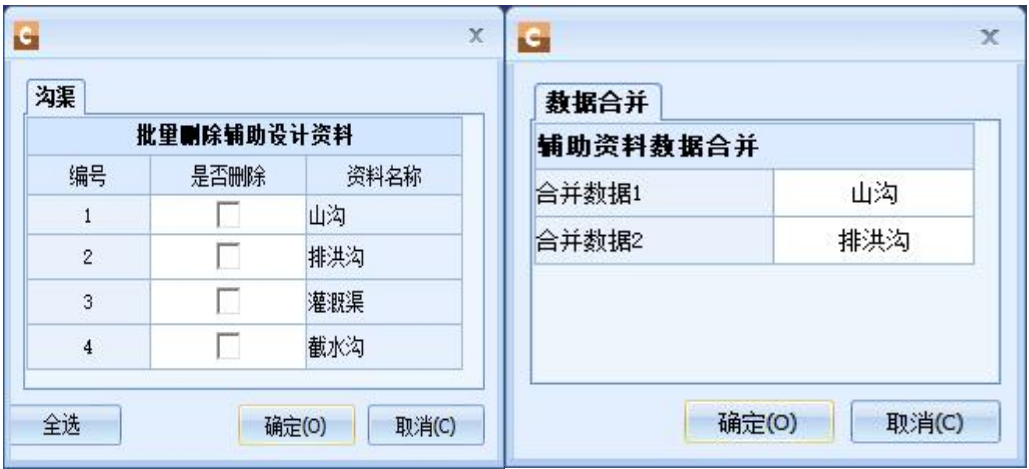 沟渠
批量删除辅助设计资料
编号 是否删除 资料名称
1 山沟
2 排洪沟
3 灌溉渠
4 截水沟
全选 确定(O) 取消(C)
数据合并
辅助资料数据合并
合并数据1 山沟
合并数据2 排洪沟
确定(O) 取消(C)